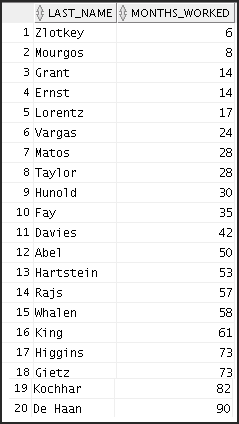 LAST_NAME MONTHS_WORKED
1 Zlotkey 6
2 Mourgos 8
3 Grant 14
4 Ernst 14
5 Lorentz 17
6 Vargas 24
7 Matos 28
8 Taylor 28
9 Hunold 30
10 Fay 35
11 Davies 42
12 Abel 50
13 Hartstein 53
14 Rajs 57
15 Whalen 58
16 King 61
17 Higgins 73
18 Gietz 73
19 Kochhar 82
20 De Haan 90